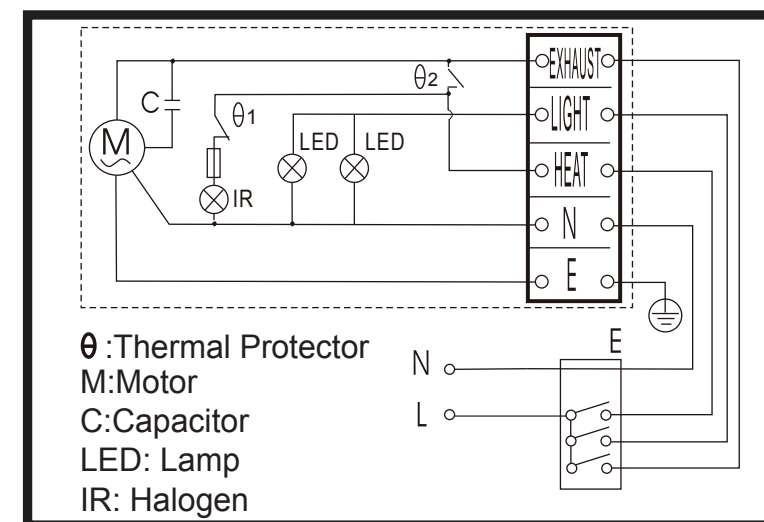 EXHAUST
θ2
C
θ1
LIGHT
M
LED LED
HEAT
IR
N
E
θ :Thermal Protector
M:Motor
C:Capacitor
LED: Lamp
IR: Halogen
E
N
L